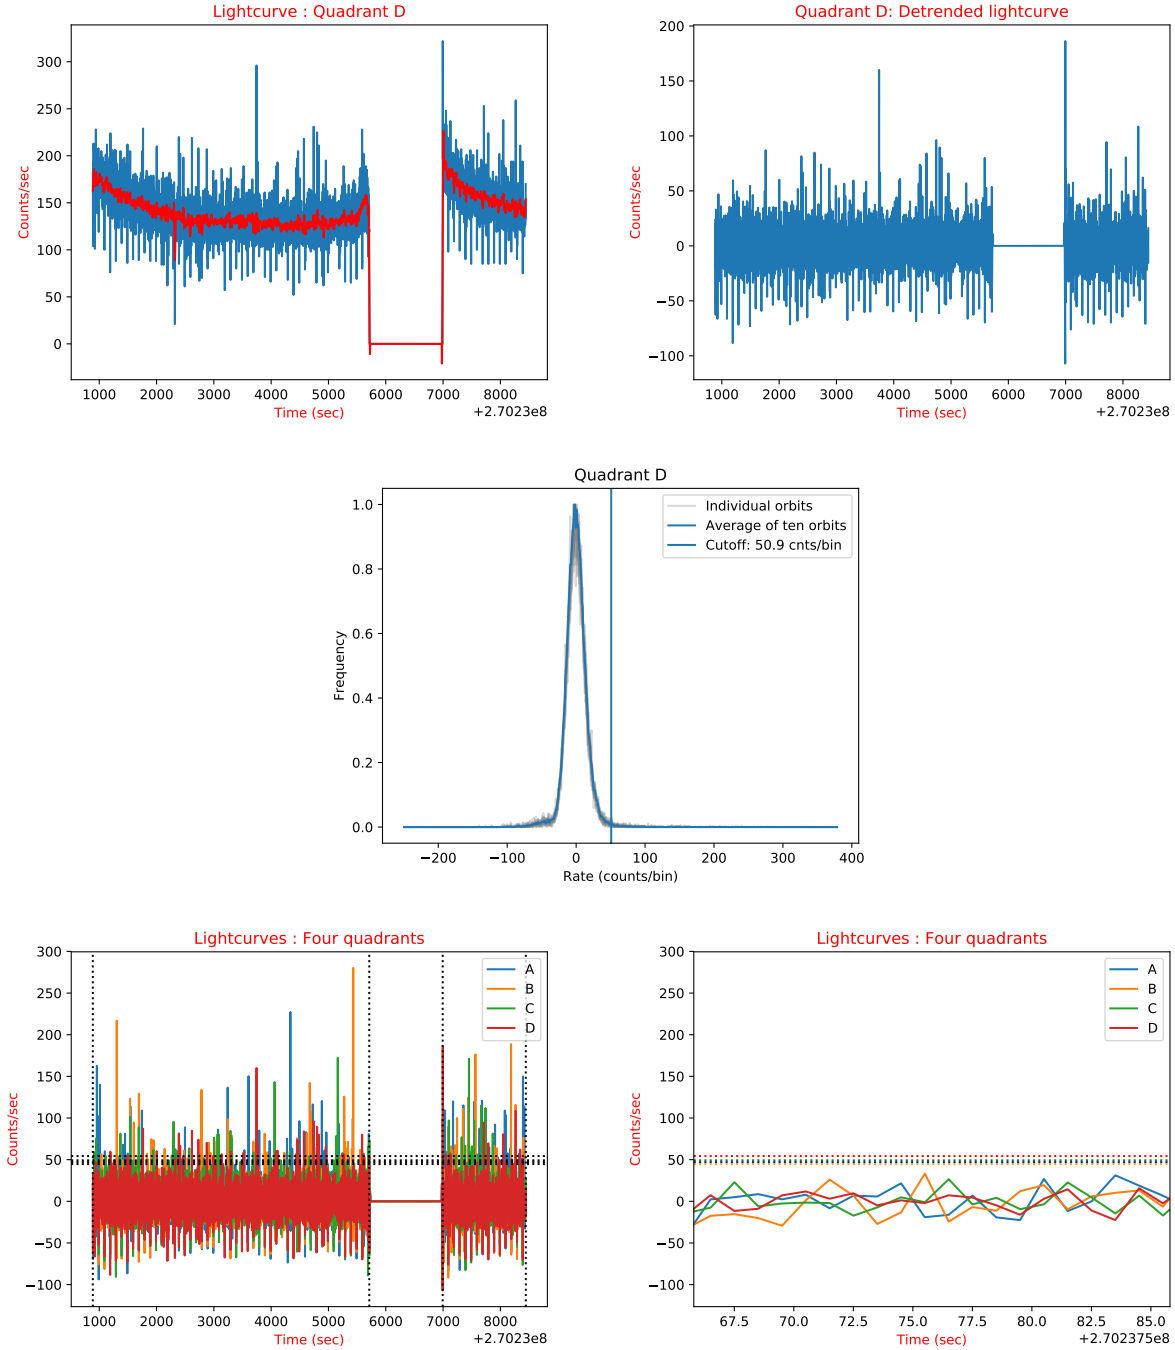 Lightcurve : Quadrant D
Counts/sec
300
250
200
150
100
50
0
1000 2000 3000 4000 5000 6000 7000 8000
Time (sec)
+2.7023e8
Quadrant D: Detrended lightcurve
Counts/sec
200
150
100
50
0
−50
−100
1000 2000 3000 4000 5000 6000 7000 8000
Time (sec)
+2.7023e8
Quadrant D
Frequency
1.0
0.8
0.6
0.4
0.2
0.0
Individual orbits
Average of ten orbits
Cutoff: 50.9 cnts/bin
−200 −100 0 100 200 300 400
Rate (counts/bin)
Lightcurves : Four quadrants
Counts/sec
300
250
200
150
100
50
0
−50
−100
A
B
C
D
1000 2000 3000 4000 5000 6000 7000 8000
Time (sec)
+2.7023e8
Lightcurves : Four quadrants
Counts/sec
300
250
200
150
100
50
0
−50
−100
A
B
C
D
67.5 70.0 72.5 75.0 77.5 80.0 82.5 85.0
Time (sec)
+2.702375e8